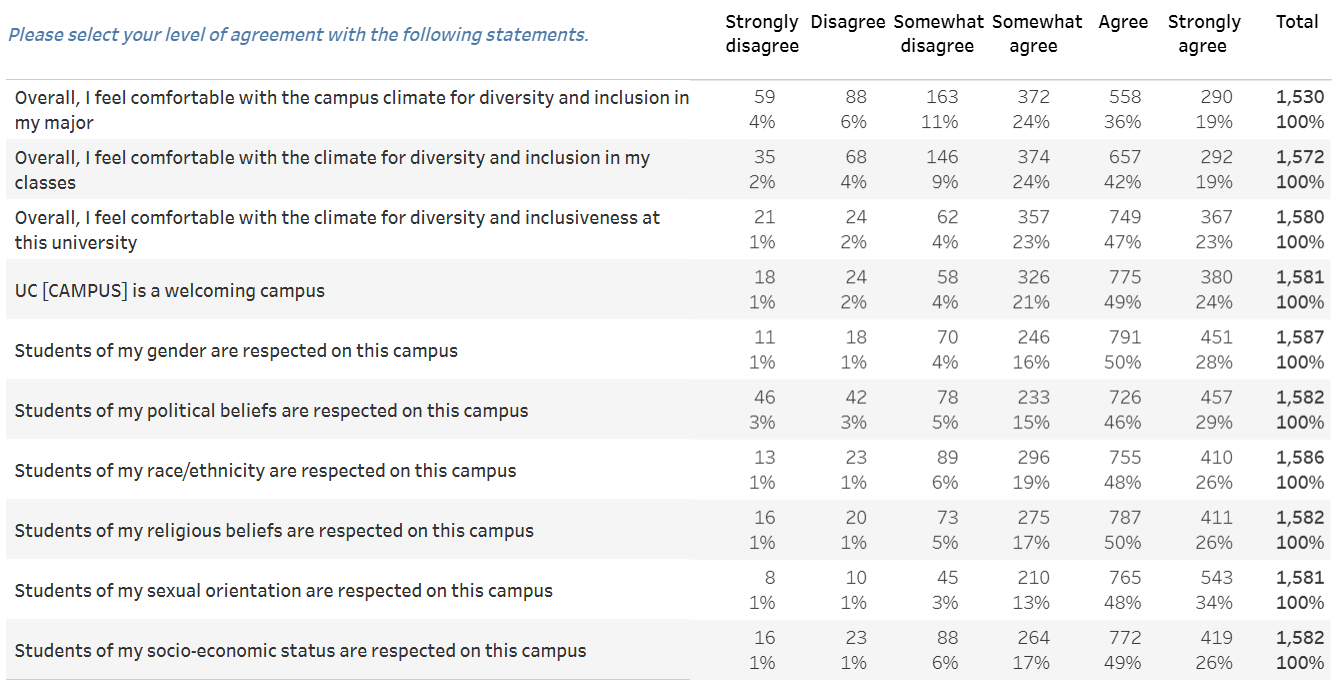 Please select your level of agreement with the following statements.
Strongly disagree Disagree Somewhat disagree Somewhat agree Agree Strongly agree Total
Overall, I feel comfortable with the campus climate for diversity and inclusion in my major
59 88 163 372 558 290 1,530
4% 6% 11% 24% 36% 19% 100%
Overall, I feel comfortable with the climate for diversity and inclusion in my classes
35 68 146 374 657 292 1,572
2% 4% 9% 24% 42% 19% 100%
Overall, I feel comfortable with the climate for diversity and inclusiveness at this university
21 24 62 357 749 367 1,580
1% 2% 4% 23% 47% 23% 100%
UC [CAMPUS] is a welcoming campus
18 24 58 326 775 380 1,581
1% 2% 4% 21% 49% 24% 100%
Students of my gender are respected on this campus
11 18 70 246 791 451 1,587
1% 1% 4% 16% 50% 28% 100%
Students of my political beliefs are respected on this campus
46 42 78 233 726 457 1,582
3% 3% 5% 15% 46% 29% 100%
Students of my race/ethnicity are respected on this campus
13 23 89 296 755 410 1,586
1% 1% 6% 19% 48% 26% 100%
Students of my religious beliefs are respected on this campus
16 20 73 275 787 411 1,582
1% 1% 5% 17% 50% 26% 100%
Students of my sexual orientation are respected on this campus
8 10 45 210 765 543 1,581
1% 1% 3% 13% 48% 34% 100%
Students of my socio-economic status are respected on this campus
16 23 88 264 772 419 1,582
1% 1% 6% 17% 49% 26% 100%